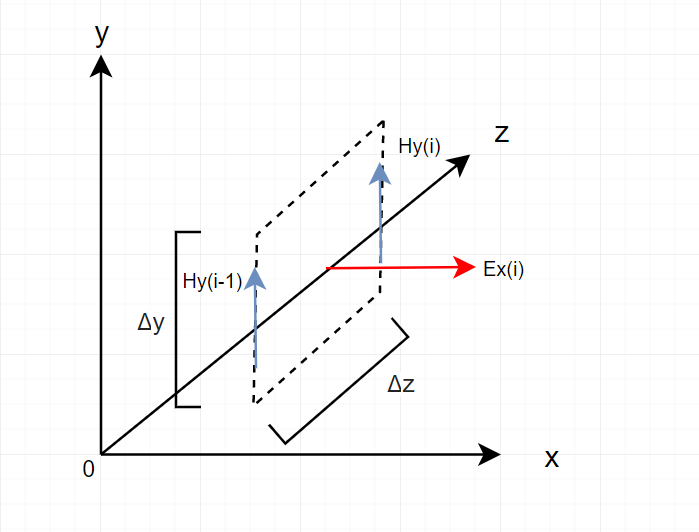 y
z
Hy(i)
Ex(i)
Hy(i-1)
Δy
Δz
x
0